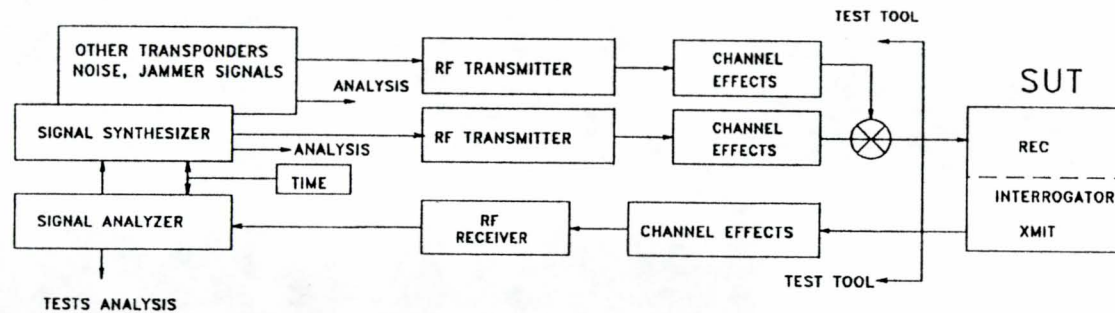 TEST TOOL
OTHER TRANSPONDERS
NOISE, JAMMER SIGNALS
ANALYSIS
RF TRANSMITTER
CHANNEL
EFFECTS
SUT
SIGNAL SYNTHESIZER
ANALYSIS
RF TRANSMITTER
CHANNEL
EFFECTS
REC
TIME
INTERROGATOR
XMIT
SIGNAL ANALYZER
RF
RECEIVER
CHANNEL EFFECTS
TEST TOOL
TESTS ANALYSIS